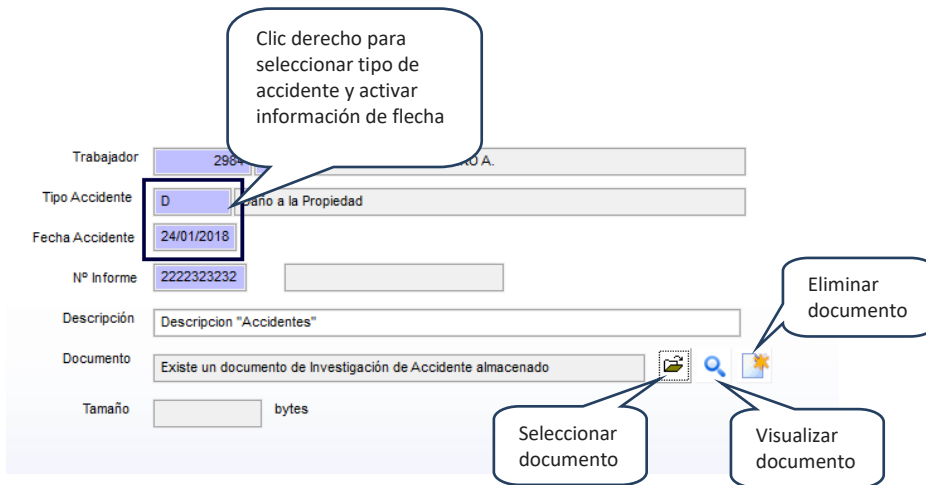 Clic derecho para
seleccionar tipo de
accidente y activar
información de flecha
Trabajador 2984 A.
Tipo Accidente D Daño a la Propiedad
Fecha Accidente 24/01/2018
Nº Informe 2222323232
Eliminar
documento
Descripción Descripcion "Accidentes"
Documento Existe un documento de Investigación de Accidente almacenado
Tamaño bytes
Seleccionar
documento
Visualizar
documento